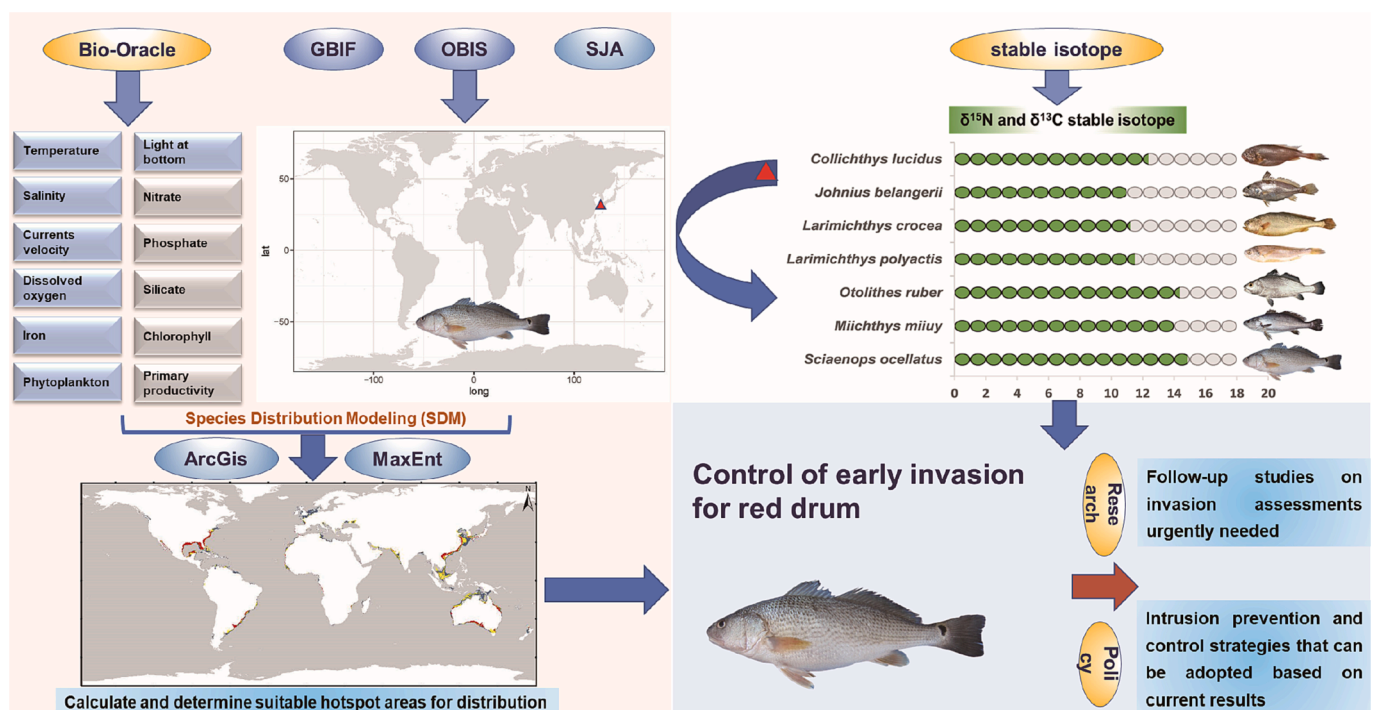 Bio-Oracle
GBIF
OBIS
SJA
Temperature
Light at
bottom
Salinity
Nitrate
Currents
velocity
Phosphate
Dissolved
oxygen
Silicate
Iron
Chlorophyll
Phytoplankton
Primary
productivity
lat
50
0
−50
−100
0
100
long
Species Distribution Modeling (SDM)
ArcGis
MaxEnt
N
Calculate and determine suitable hotspot areas for distribution
stable isotope
δ¹⁵N and δ¹³C stable isotope
Collichthys lucidus
Johnius belangerii
Larimichthys crocea
Larimichthys polyactis
Otolithes ruber
Miichthys miiuy
Sciaenops ocellatus
0 2 4 6 8 10 12 14 16 18 20
Control of early invasion
for red drum
Rese
arch
Follow-up studies on
invasion assessments
urgently needed
Poli
cy
Intrusion prevention and
control strategies that can
be adopted based on
current results